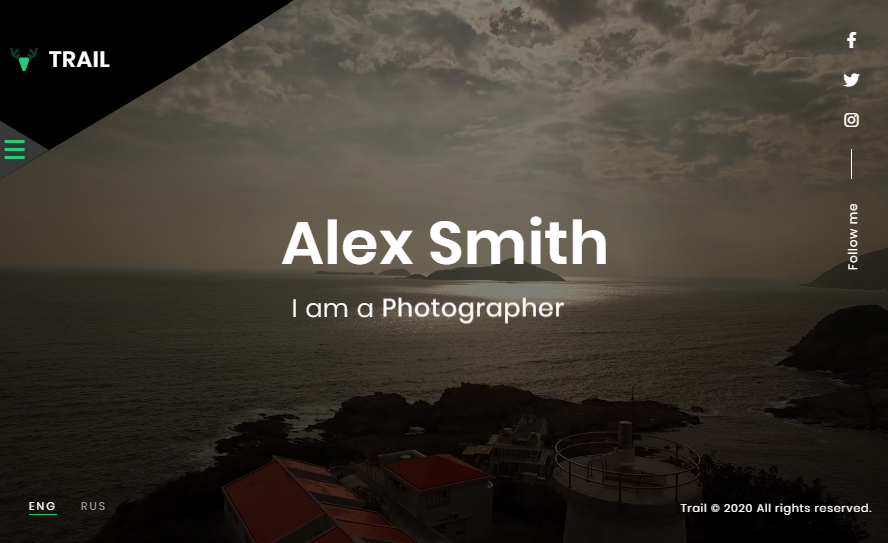 TRAIL
Alex Smith
I am a Photographer
Follow me
ENG RUS
Trail © 2020 All rights reserved.